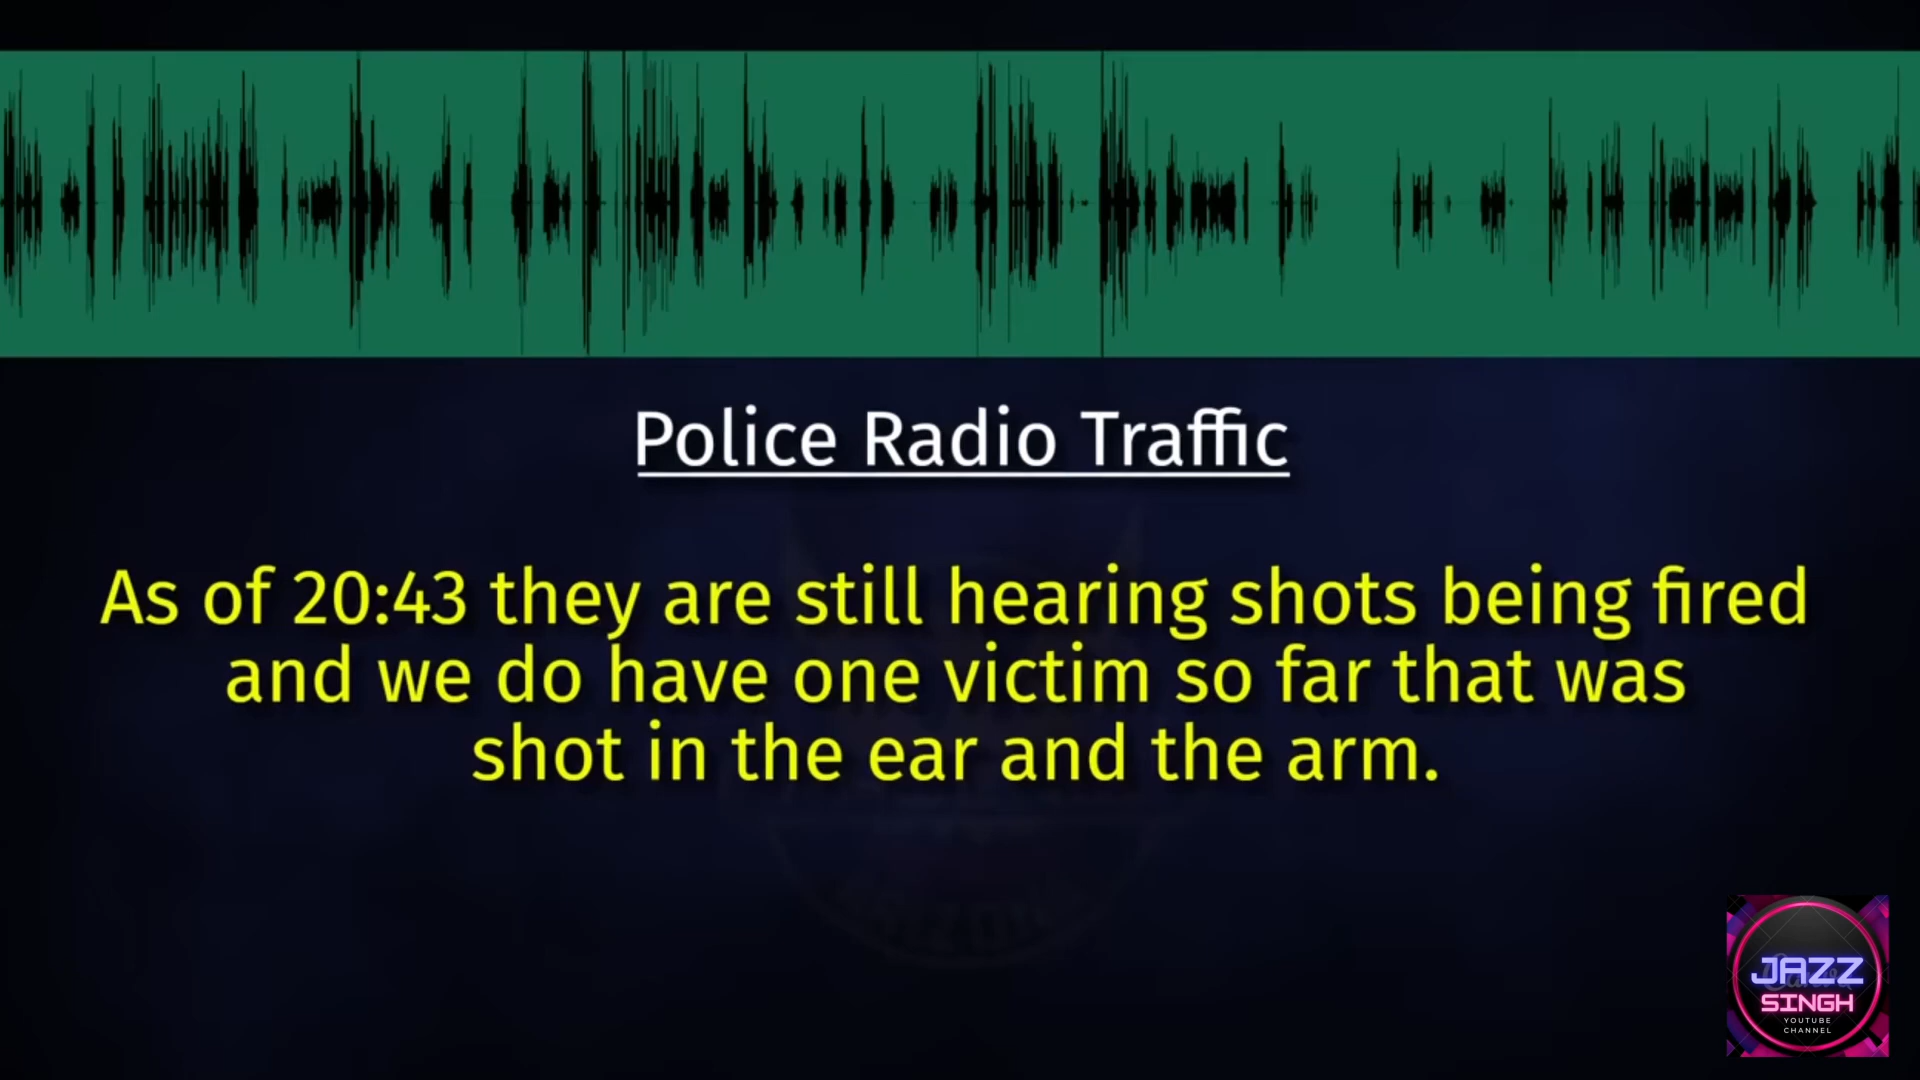 Police Radio Traffic
As of 20:43 they are still hearing shots being fired
and we do have one victim so far that was
shot in the ear and the arm.
JAZZ
SINGH
YOUTUBE
CHANNEL